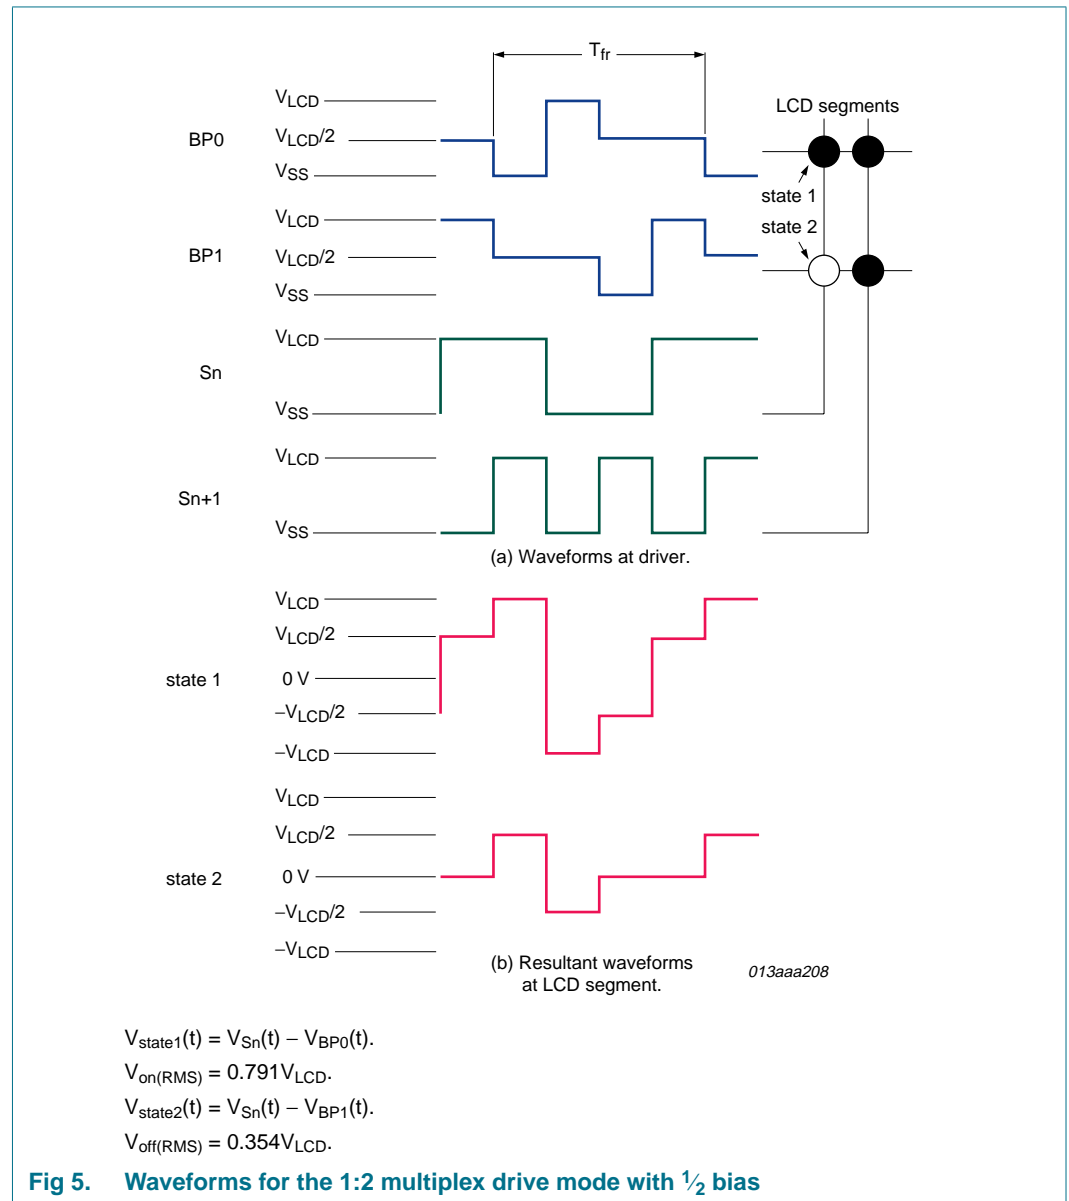 Tfr
VLCD
BP0
VLCD/2
VSS
LCD segments
state 1
state 2
VLCD
BP1
VLCD/2
VSS
VLCD
Sn
VSS
VLCD
Sn+1
VSS
(a) Waveforms at driver.
VLCD
VLCD/2
state 1
0 V
−VLCD/2
−VLCD
VLCD
VLCD/2
state 2
0 V
−VLCD/2
−VLCD
(b) Resultant waveforms
at LCD segment.
013aaa208
Vstate1(t) = VSn(t) − VBP0(t).
Von(RMS) = 0.791VLCD.
Vstate2(t) = VSn(t) − VBP1(t).
Voff(RMS) = 0.354VLCD.
Fig 5. Waveforms for the 1:2 multiplex drive mode with 1⁄2 bias